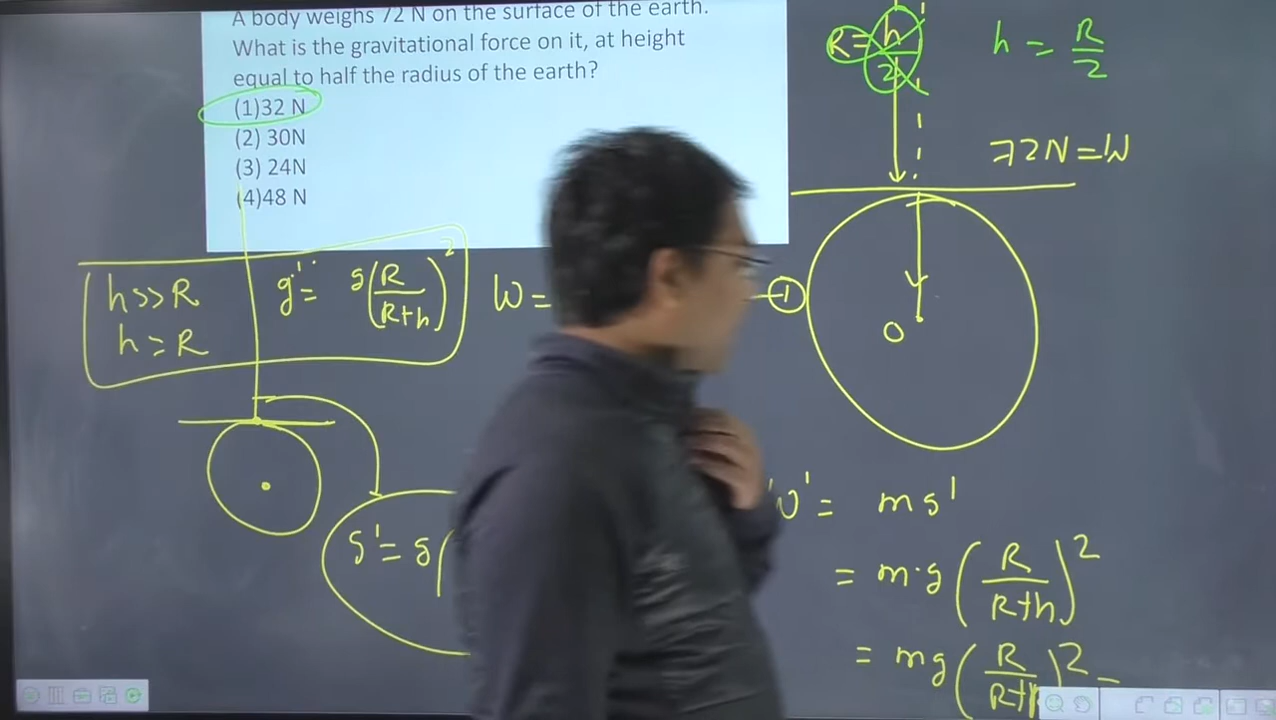 A body weighs 72 N on the surface of the earth.
What is the gravitational force on it, at height
equal to half the radius of the earth?
(1)32 N
(2) 30N
(3) 24N
(4)48 N
R = h/2
h = R/2
72N = W
h >> R
h = R
g' = g(R/(R+h))^2
W =
1
O
g' = g(
W' = mg'
= m·g(R/(R+h))^2
= mg(R/(R+
)^2